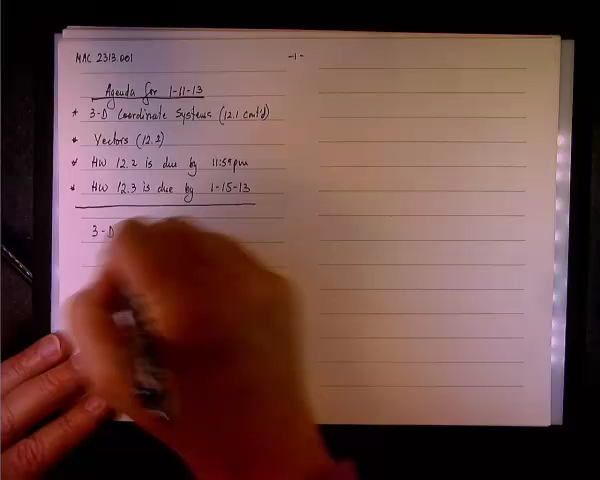 MAC 2313.001
-1-
Agenda for 1-11-13
* 3-D Coordinate Systems (12.1 cont'd)
* Vectors (12.2)
* HW 12.2 is due by 11:59pm
* HW 12.3 is due by 1-15-13
3-D